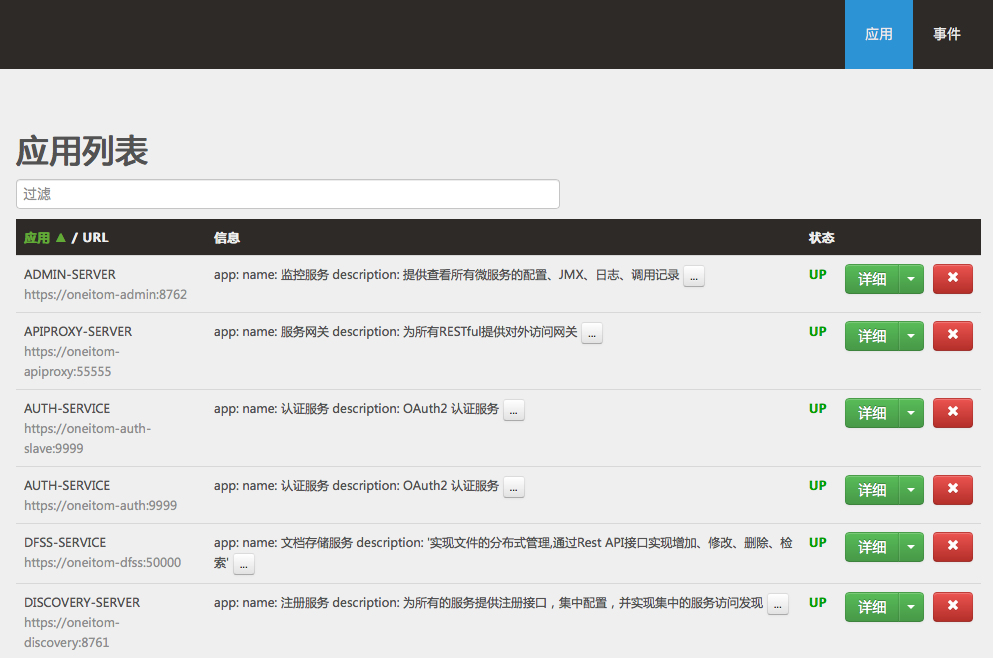 应用 事件
应用列表
过滤
应用 ▲ / URL 信息 状态
ADMIN-SERVER app: name: 监控服务 description: 提供查看所有微服务的配置、JMX、日志、调用记录 ... UP 详细
https://oneitom-admin:8762
APIPROXY-SERVER app: name: 服务网关 description: 为所有RESTful提供对外访问网关 ... UP 详细
https://oneitom-
apiproxy:55555
AUTH-SERVICE app: name: 认证服务 description: OAuth2 认证服务 ... UP 详细
https://oneitom-auth-
slave:9999
AUTH-SERVICE app: name: 认证服务 description: OAuth2 认证服务 ... UP 详细
https://oneitom-auth:9999
DFSS-SERVICE app: name: 文档存储服务 description: '实现文件的分布式管理,通过Rest API接口实现增加、修改、删除、检 UP 详细
https://oneitom-dfss:50000 索' ...
DISCOVERY-SERVER app: name: 注册服务 description: 为所有的服务提供注册接口，集中配置，并实现集中的服务访问发现 ... UP 详细
https://oneitom-
discovery:8761